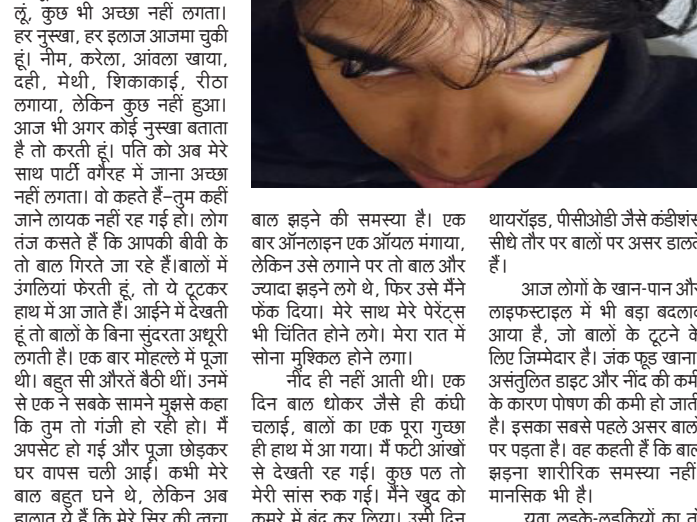 लूं, कुछ भी अच्छा नहीं लगता।
हर नुस्खा, हर इलाज आजमा चुकी
हूं। नीम, करेला, आंवला खाया,
दही, मेथी, शिकाकाई, रीठा
लगाया, लेकिन कुछ नहीं हुआ।
आज भी अगर कोई नुस्खा बताता
है तो करती हूं। पति को अब मेरे
साथ पार्टी वगैरह में जाना अच्छा
नहीं लगता। वो कहते हैं–तुम कहीं
जाने लायक नहीं रह गई हो। लोग
तंज कसते हैं कि आपकी बीवी के
तो बाल गिरते जा रहे हैं।बालों में
उंगलियां फेरती हूं, तो ये टूटकर
हाथ में आ जाते हैं। आईने में देखती
हूं तो बालों के बिना सुंदरता अधूरी
लगती है। एक बार मोहल्ले में पूजा
थी। बहुत सी औरतें बैठी थीं। उनमें
से एक ने सबके सामने मुझसे कहा
कि तुम तो गंजी हो रही हो। मैं
अपसेट हो गई और पूजा छोड़कर
घर वापस चली आई। कभी मेरे
बाल बहुत घने थे, लेकिन अब
हालात ये हैं कि मेरे सिर की त्वचा
बाल झड़ने की समस्या है। एक
बार ऑनलाइन एक ऑयल मंगाया,
लेकिन उसे लगाने पर तो बाल और
ज्यादा झड़ने लगे थे, फिर उसे मैंने
फेंक दिया। मेरे साथ मेरे पेरेंट्स
भी चिंतित होने लगे। मेरा रात में
सोना मुश्किल होने लगा।
नींद ही नहीं आती थी। एक
दिन बाल धोकर जैसे ही कंघी
चलाई, बालों का एक पूरा गुच्छा
ही हाथ में आ गया। मैं फटी आंखों
से देखती रह गई। कुछ पल तो
मेरी सांस रुक गई। मैंने खुद को
कमरे में बंद कर लिया। उसी दिन
थायरॉइड, पीसीओडी जैसे कंडीशंस
सीधे तौर पर बालों पर असर डालते
हैं।
आज लोगों के खान-पान और
लाइफस्टाइल में भी बड़ा बदलाव
आया है, जो बालों के टूटने के
लिए जिम्मेदार है। जंक फूड खाना
असंतुलित डाइट और नींद की कमी
के कारण पोषण की कमी हो जाती
है। इसका सबसे पहले असर बालों
पर पड़ता है। वह कहती हैं कि बाल
झड़ना शारीरिक समस्या नहीं
मानसिक भी है।
युवा लड़के-लड़कियों का तो